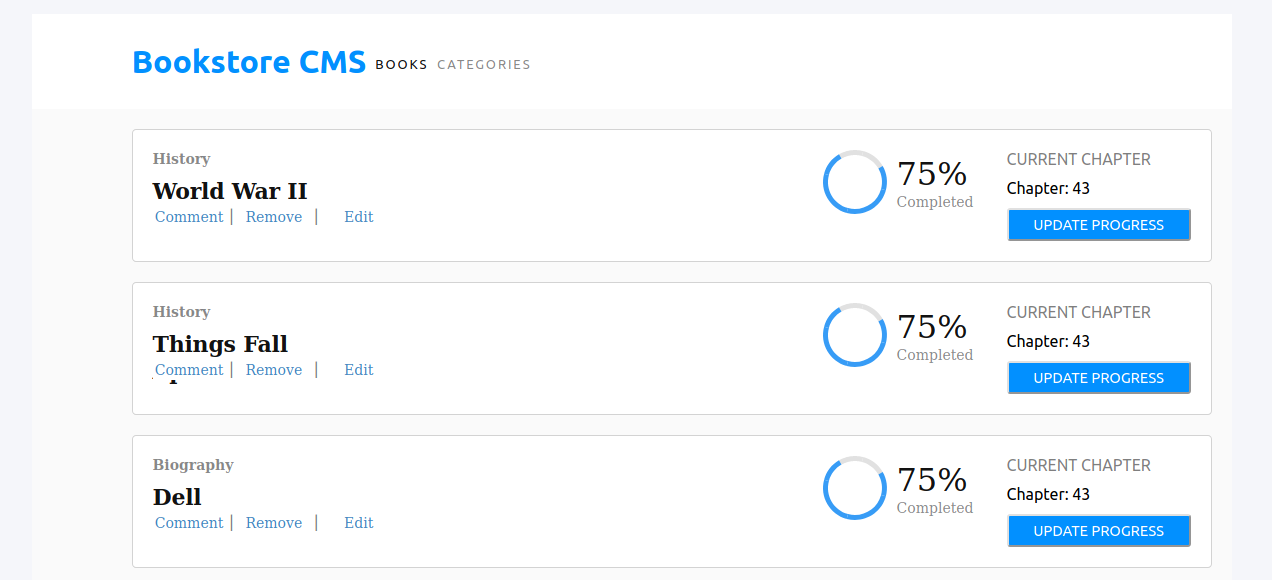 Bookstore CMS BOOKS CATEGORIES
History
World War II
Comment | Remove | Edit
75%
Completed
CURRENT CHAPTER
Chapter: 43
UPDATE PROGRESS
History
Things Fall
Comment | Remove | Edit
75%
Completed
CURRENT CHAPTER
Chapter: 43
UPDATE PROGRESS
Biography
Dell
Comment | Remove | Edit
75%
Completed
CURRENT CHAPTER
Chapter: 43
UPDATE PROGRESS